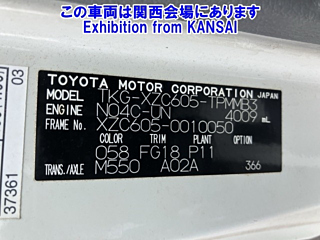 この車両は関西会場にあります
Exhibition from KANSAI
TOYOTA MOTOR CORPORATION JAPAN
MODEL TKG-XZC605-TPMMB3
ENGINE N04C-UN 4009 mL
FRAME No. XZC605-0010050
COLOR TRIM PLANT OPTION
058 FG18 P11
TRANS./AXLE M550 A02A 366
37361
03